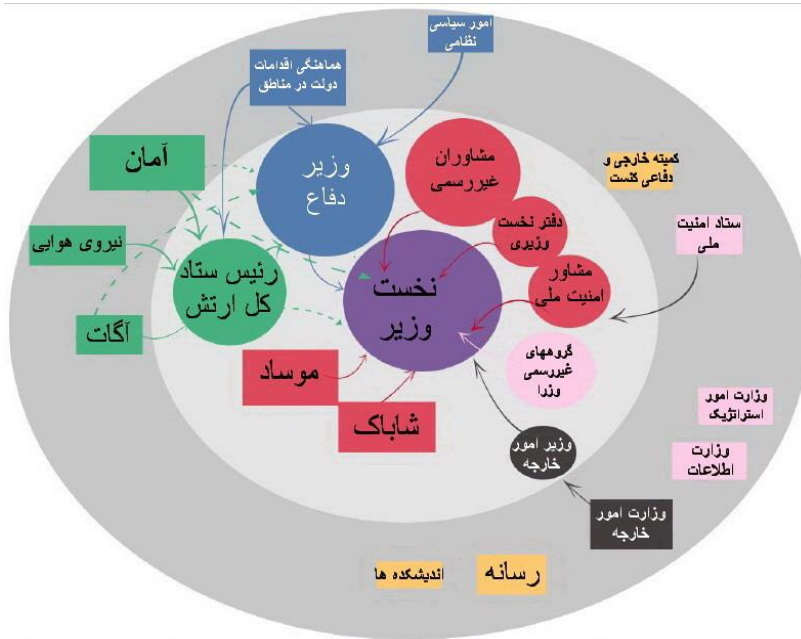 امور سیاسی
نظامی
هماهنگی اقدامات
دولت در مناطق
آمان
وزیر
دفاع
مشاوران
غیررسمی
کمیته خارجی و
دفاعی کنست
دفتر نخست
وزیری
ستاد امنیت
ملی
نیروی هوایی
رئیس ستاد
کل ارتش
نخست
وزیر
مشاور
امنیت ملی
آگات
گروههای
غیررسمی
وزرا
موساد
شاباک
وزارت امور
استراتژیک
وزیر امور
خارجه
وزارت
اطلاعات
وزارت امور
خارجه
رسانه
اندیشکده ها